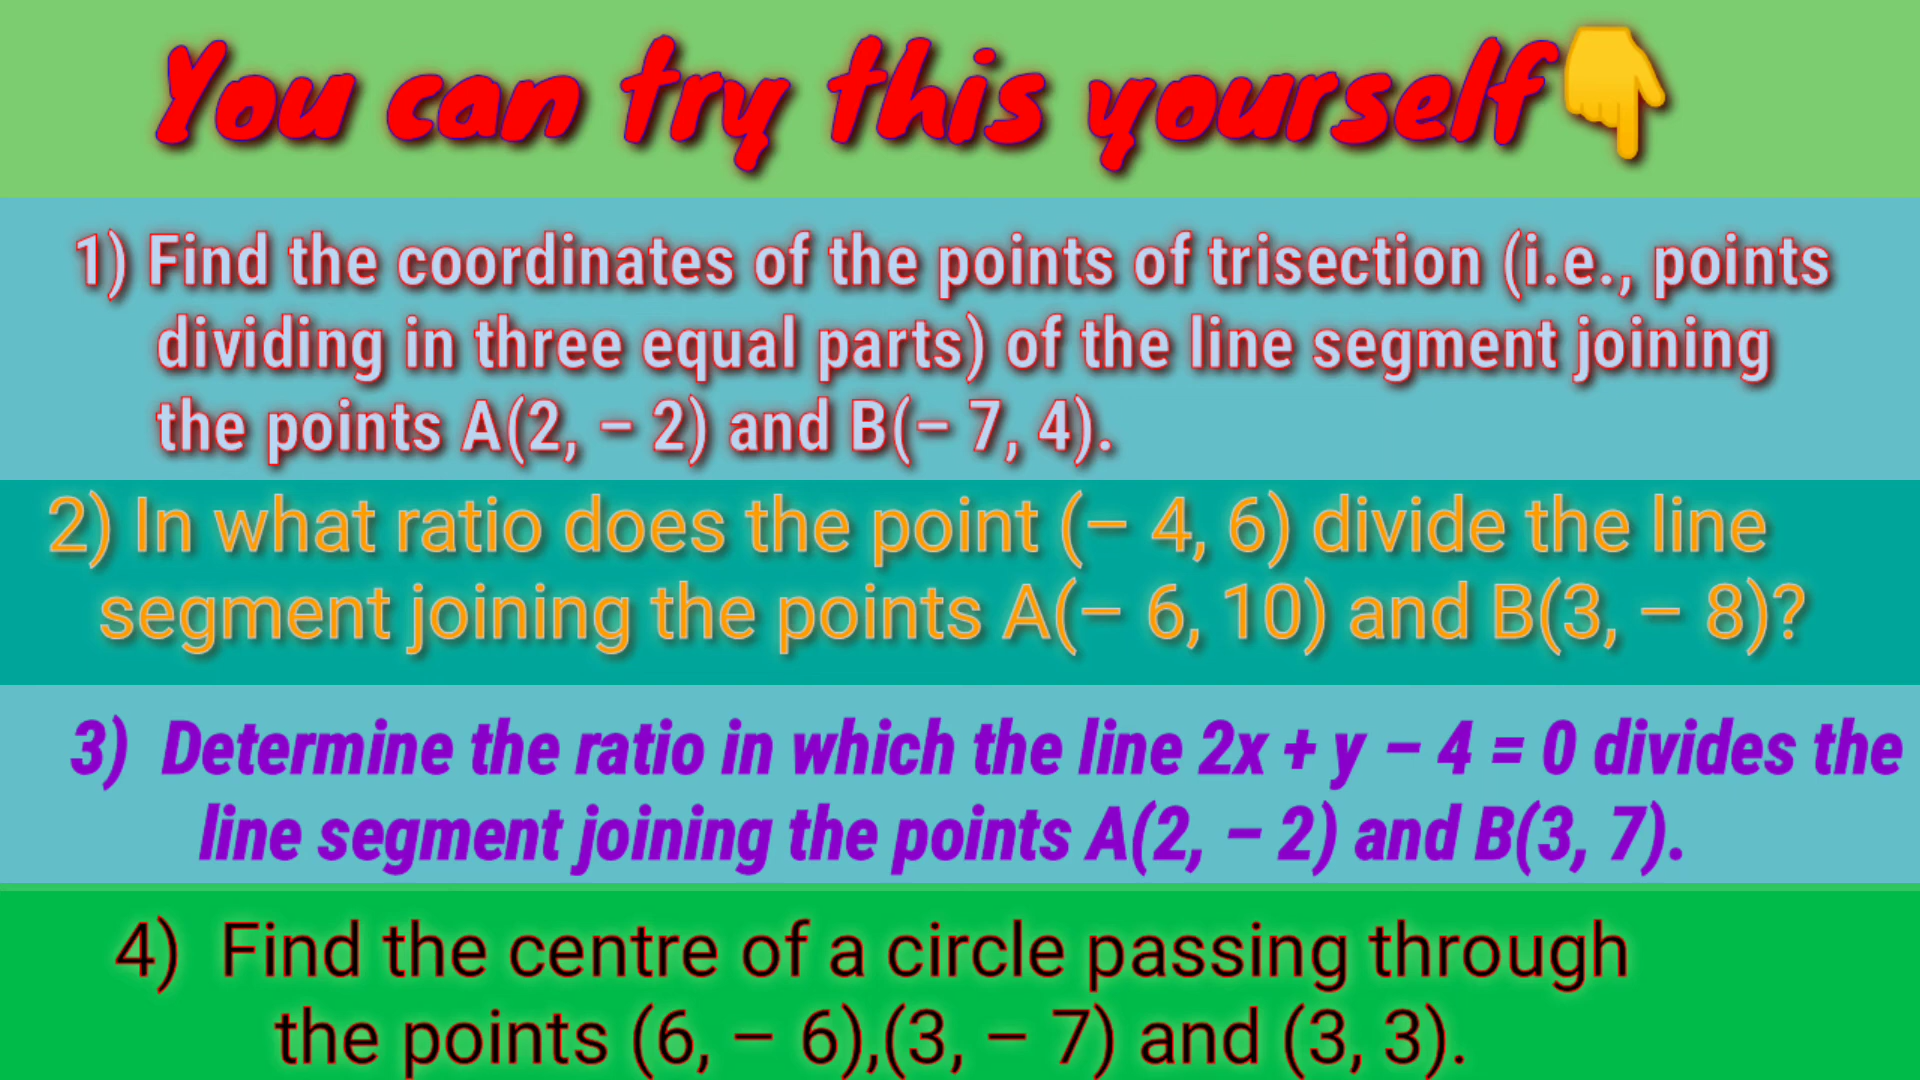 You can try this yourself👇
1) Find the coordinates of the points of trisection (i.e., points
dividing in three equal parts) of the line segment joining
the points A(2, – 2) and B(– 7, 4).
2) In what ratio does the point (– 4, 6) divide the line
segment joining the points A(– 6, 10) and B(3, – 8)?
3) Determine the ratio in which the line 2x + y – 4 = 0 divides the
line segment joining the points A(2, – 2) and B(3, 7).
4) Find the centre of a circle passing through
the points (6, – 6),(3, – 7) and (3, 3).